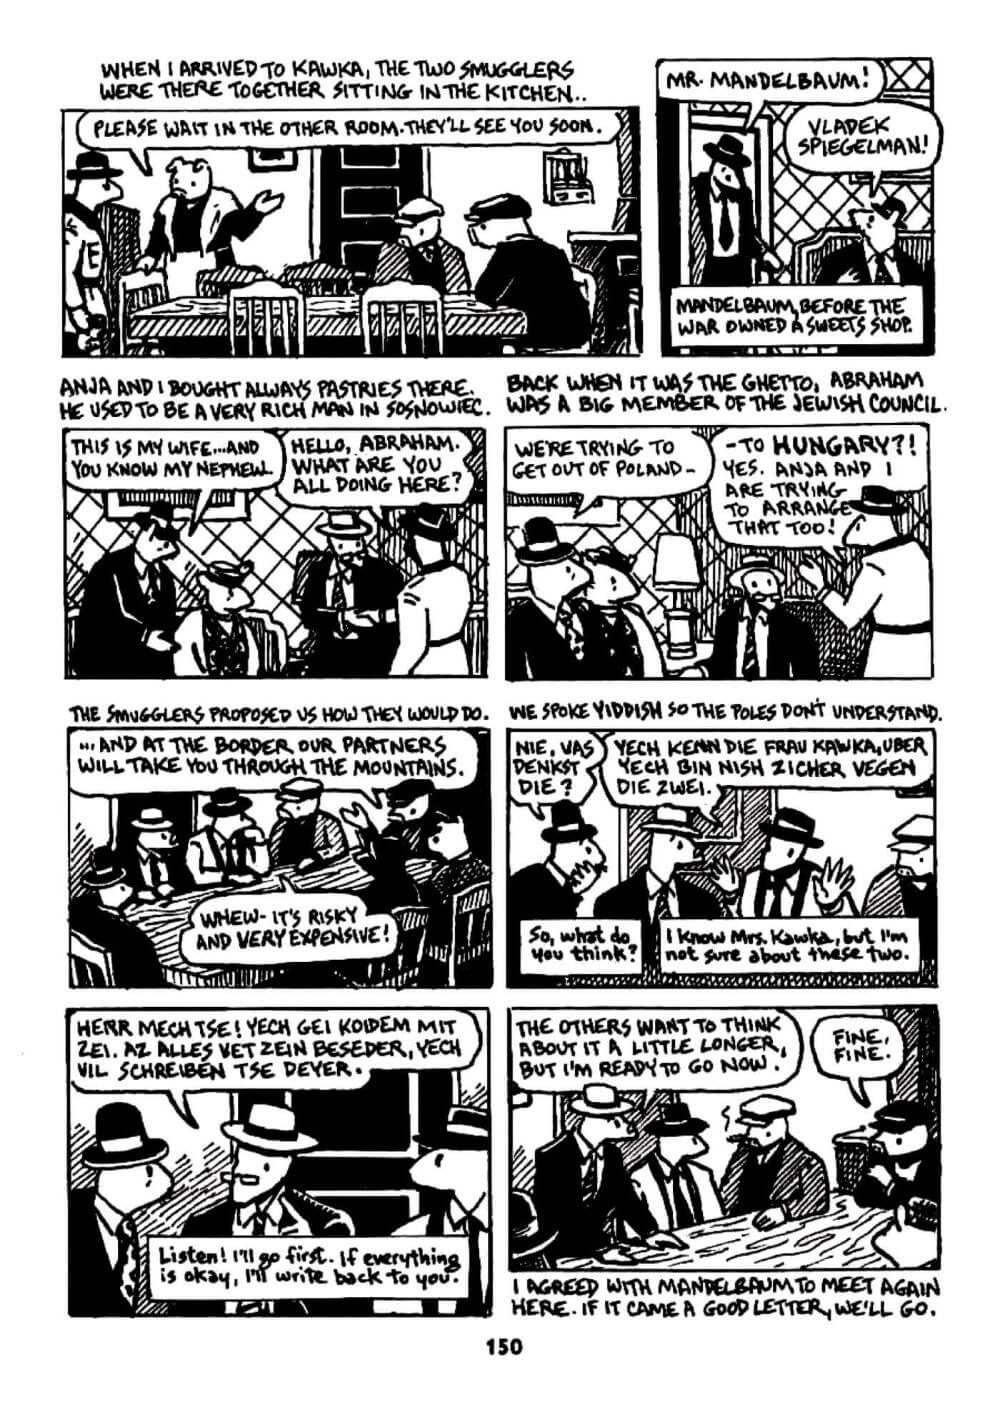 WHEN I ARRIVED TO KAWKA, THE TWO SMUGGLERS
WERE THERE TOGETHER SITTING IN THE KITCHEN..
PLEASE WAIT IN THE OTHER ROOM. THEY'LL SEE YOU SOON.
MR. MANDELBAUM!
VLADEK
SPIEGELMAN!
MANDELBAUM, BEFORE THE
WAR OWNED A SWEETS SHOP.
ANJA AND I BOUGHT ALWAYS PASTRIES THERE.
HE USED TO BE A VERY RICH MAN IN SOSNOWIEC.
THIS IS MY WIFE...AND
YOU KNOW MY NEPHEW.
HELLO, ABRAHAM.
WHAT ARE YOU
ALL DOING HERE?
BACK WHEN IT WAS THE GHETTO, ABRAHAM
WAS A BIG MEMBER OF THE JEWISH COUNCIL.
WE'RE TRYING TO
GET OUT OF POLAND-
-TO HUNGARY?!
YES. ANJA AND I
ARE TRYING
TO ARRANGE
THAT TOO!
THE SMUGGLERS PROPOSED US HOW THEY WOULD DO.
... AND AT THE BORDER OUR PARTNERS
WILL TAKE YOU THROUGH THE MOUNTAINS.
WHEW- IT'S RISKY
AND VERY EXPENSIVE!
WE SPOKE YIDDISH SO THE POLES DON'T UNDERSTAND.
NIE, VAS
DENKST
DIE?
YECH KENN DIE FRAU KAWKA, UBER
YECH BIN NISH ZICHER VEGEN
DIE ZWEI.
So, what do
you think?
I know Mrs. Kawka, but I'm
not sure about these two.
HERR MECH TSE! YECH GEI KOIDEM MIT
ZEI. AZ ALLES VET ZEIN BESEDER, YECH
VIL SCHREIBEN TSE DEYER.
Listen! I'll go first. If everything
is okay, I'll write back to you.
THE OTHERS WANT TO THINK
ABOUT IT A LITTLE LONGER,
BUT I'M READY TO GO NOW.
FINE,
FINE.
I AGREED WITH MANDELBAUM TO MEET AGAIN
HERE. IF IT CAME A GOOD LETTER, WE'LL GO.
150